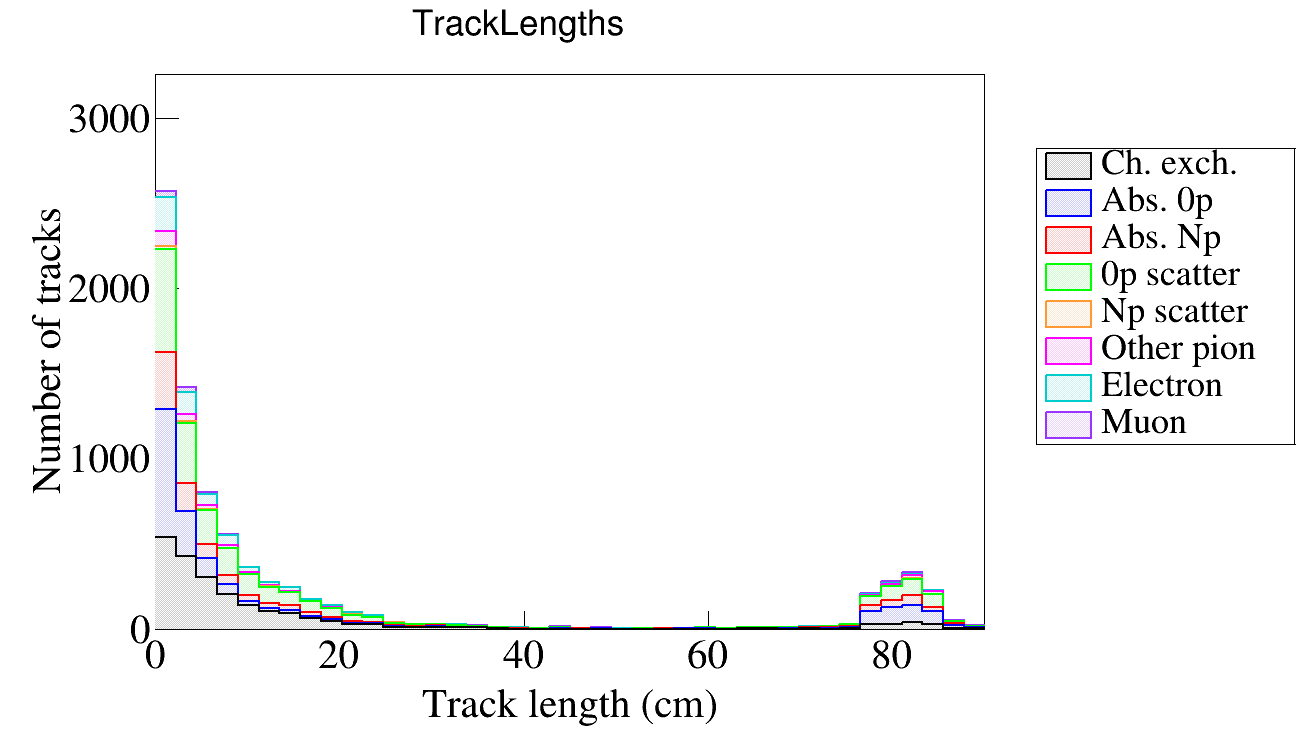 TrackLengths
3000
2000
1000
0
Number of tracks
0 20 40 60 80
Track length (cm)
Ch. exch.
Abs. 0p
Abs. Np
0p scatter
Np scatter
Other pion
Electron
Muon